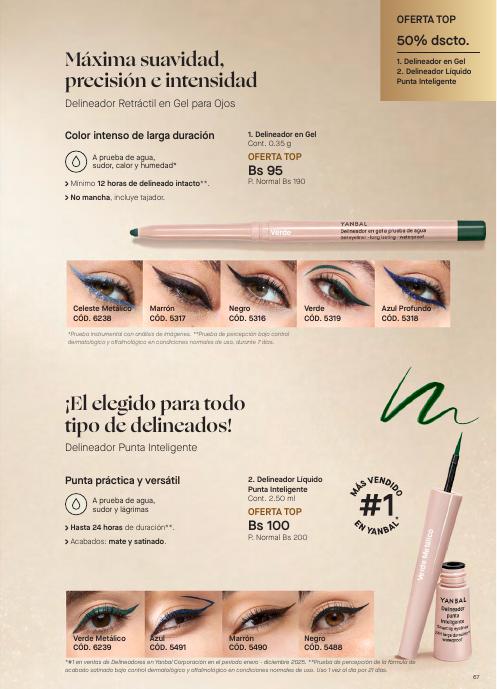 OFERTA TOP
50% dscto.
1. Delineador en Gel
2. Delineador Líquido
Punta Inteligente
Máxima suavidad,
precisión e intensidad
Delineador Retráctil en Gel para Ojos
Color intenso de larga duración
A prueba de agua,
sudor, calor y humedad*
Mínimo 12 horas de delineado intacto**.
No mancha, incluye tajador.
1. Delineador en Gel
Cont. 0.35 g
OFERTA TOP
Bs 95
P. Normal Bs 190
Verde
YANBAL
Delineador en gel a prueba de agua
Gel eyeliner - long lasting - waterproof
Celeste Metálico
CÓD. 6238
Marrón
CÓD. 5317
Negro
CÓD. 5316
Verde
CÓD. 5319
Azul Profundo
CÓD. 5318
*Prueba instrumental con análisis de imágenes. **Prueba de percepción bajo control
dermatológico y oftalmológico en condiciones normales de uso, durante 7 días.
¡El elegido para todo
tipo de delineados!
Delineador Punta Inteligente
Punta práctica y versátil
A prueba de agua,
sudor y lágrimas
Hasta 24 horas de duración**.
Acabados: mate y satinado.
2. Delineador Líquido
Punta Inteligente
Cont. 2.50 ml
OFERTA TOP
Bs 100
P. Normal Bs 200
MÁS VENDIDO
#1*
EN YANBAL
Verde Metálico
YANBAL
Delineador
punta
inteligente
Verde Metálico
CÓD. 6239
Azul
CÓD. 5491
Marrón
CÓD. 5490
Negro
CÓD. 5488
*#1 en ventas de Delineadores en Yanbal Corporación en el período enero - diciembre 2025. **Prueba de percepción de la fórmula de
acabado satinado bajo control dermatológico y oftalmológico en condiciones normales de uso. Uso 1 vez al día por 21 días.
67